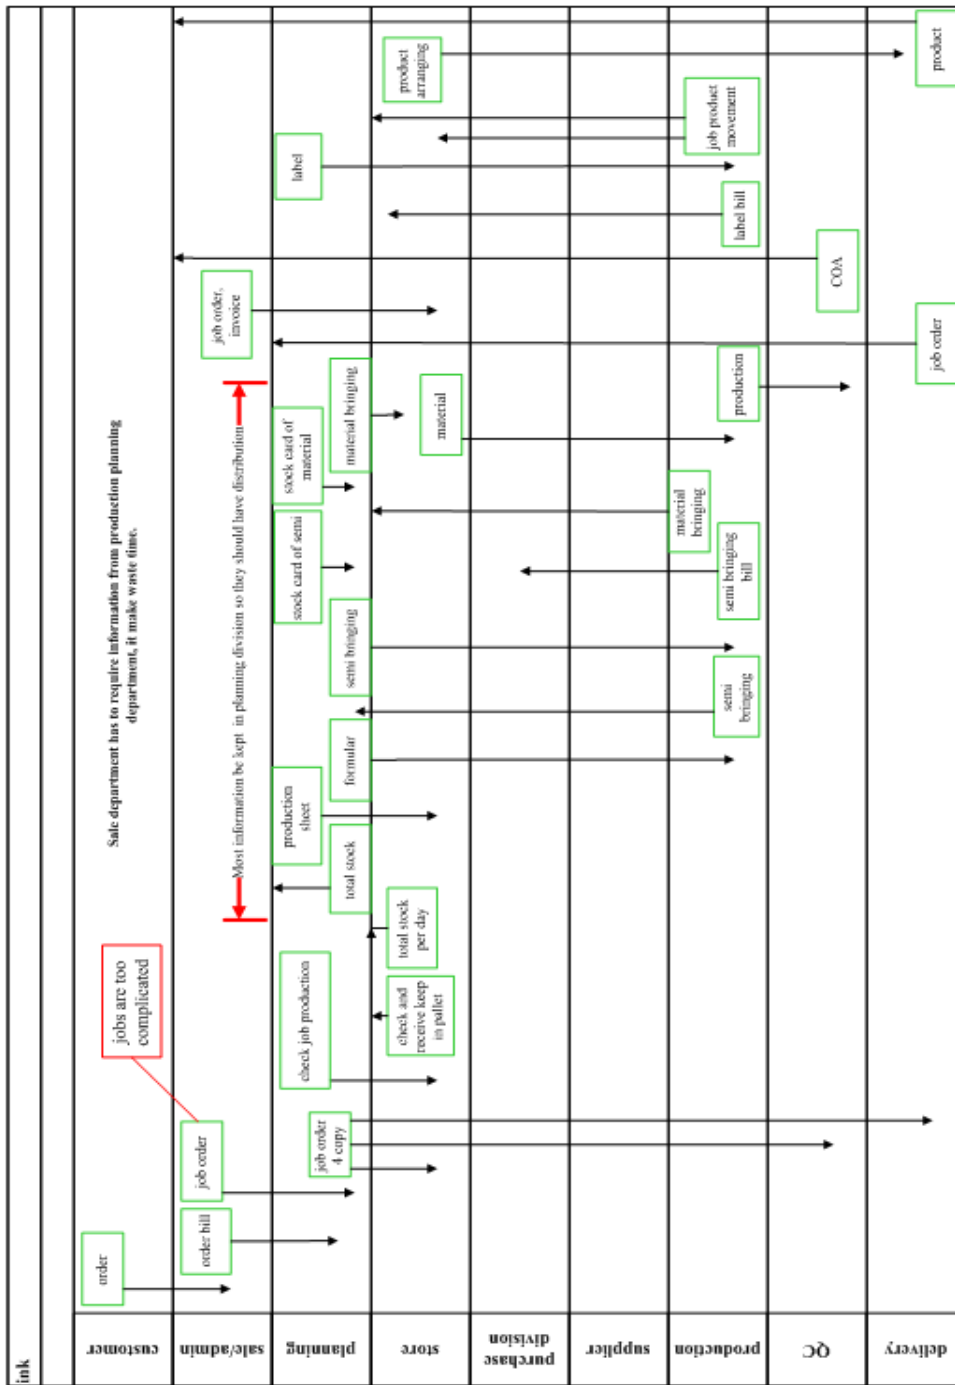 ink
customer
sale/admin
planning
store
purchase
division
supplier
production
QC
delivery
Sale department has to require information from production planning
department, it make waste time.
jobs are too
complicated
order
order bill
job order
Most information be kept in planning division so they should have distribution
job order,
invoice
job order
4 copy
check job production
total stock
production
sheet
formular
semi bringing
stock card of semi
stock card of
material
material bringing
label
check and
receive keep
in pallet
total stock
per day
material
product
arranging
semi
bringing
semi bringing
bill
material
bringing
production
label bill
job product
movement
COA
job order
product